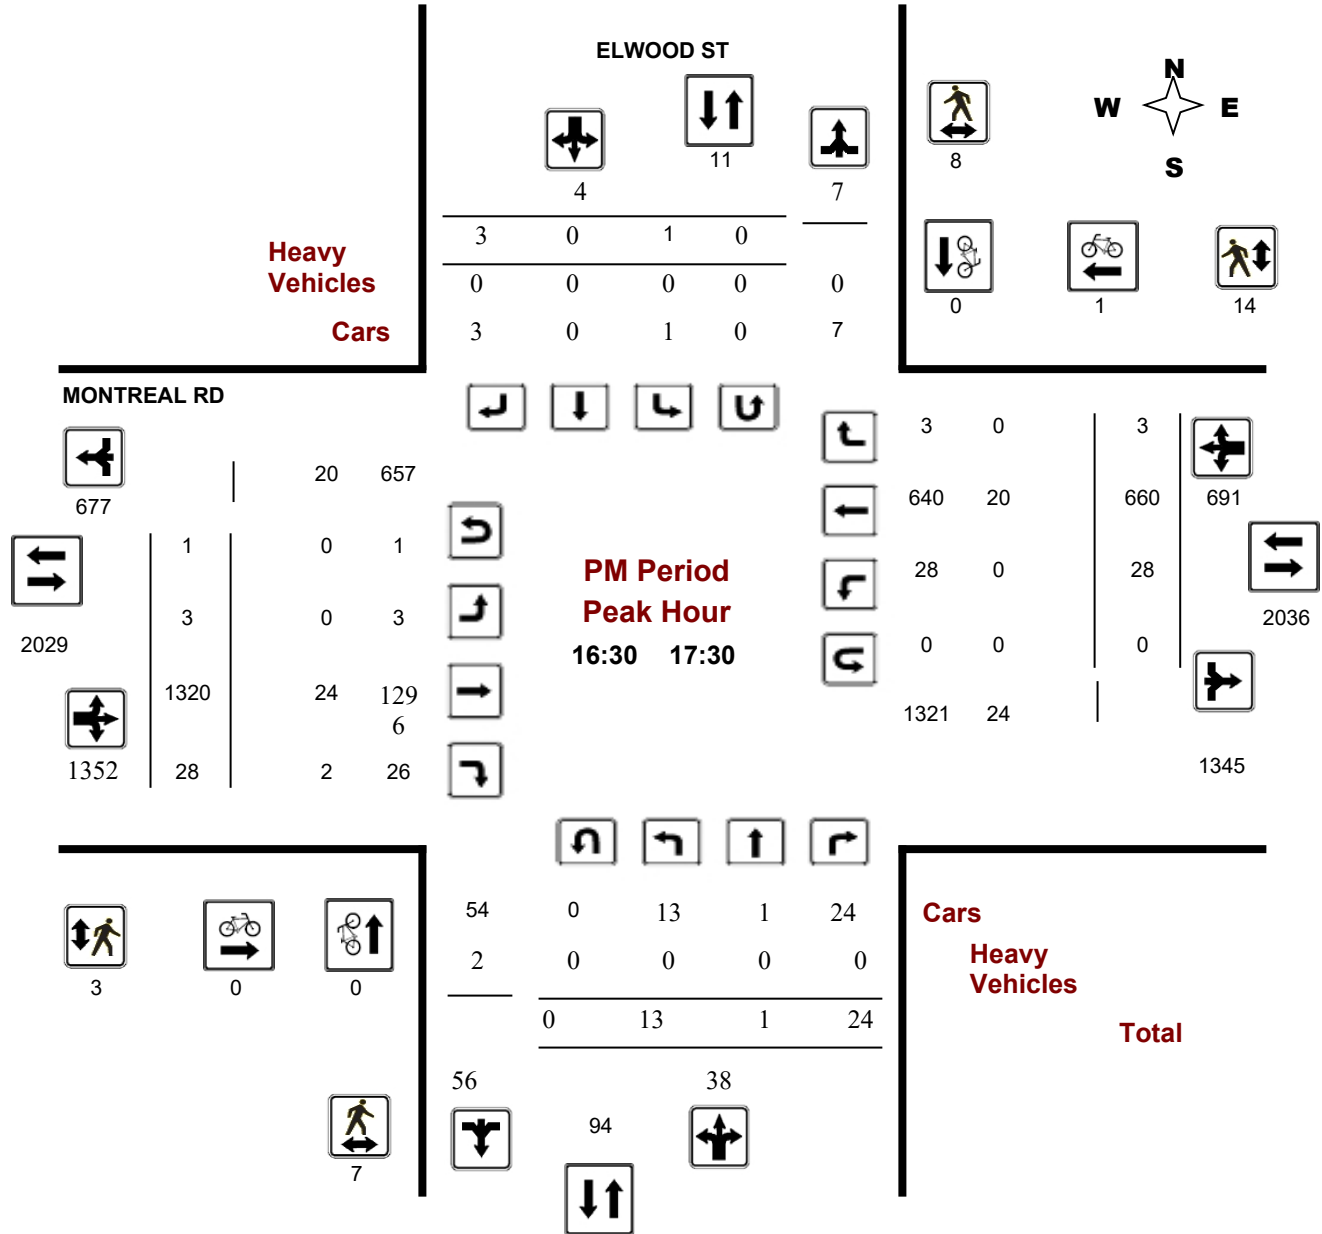 ELWOOD ST
N
W E
S
11
8
4 7
3 0 1 0
Heavy
Vehicles
0 0 0 0 0
0 1 14
Cars
3 0 1 0 7
MONTREAL RD
3 0 3
20 657
677
640 20 660 691
1 0 1
PM Period
28 0 28
Peak Hour
3 0 3
2036
2029
16:30 17:30
0 0 0
1320 24 129
6
1321 24
1352 28 2 26
1345
54 0 13 1 24
Cars
2 0 0 0 0
Heavy
Vehicles
3 0 0
0 13 1 24
Total
56 38
94
7